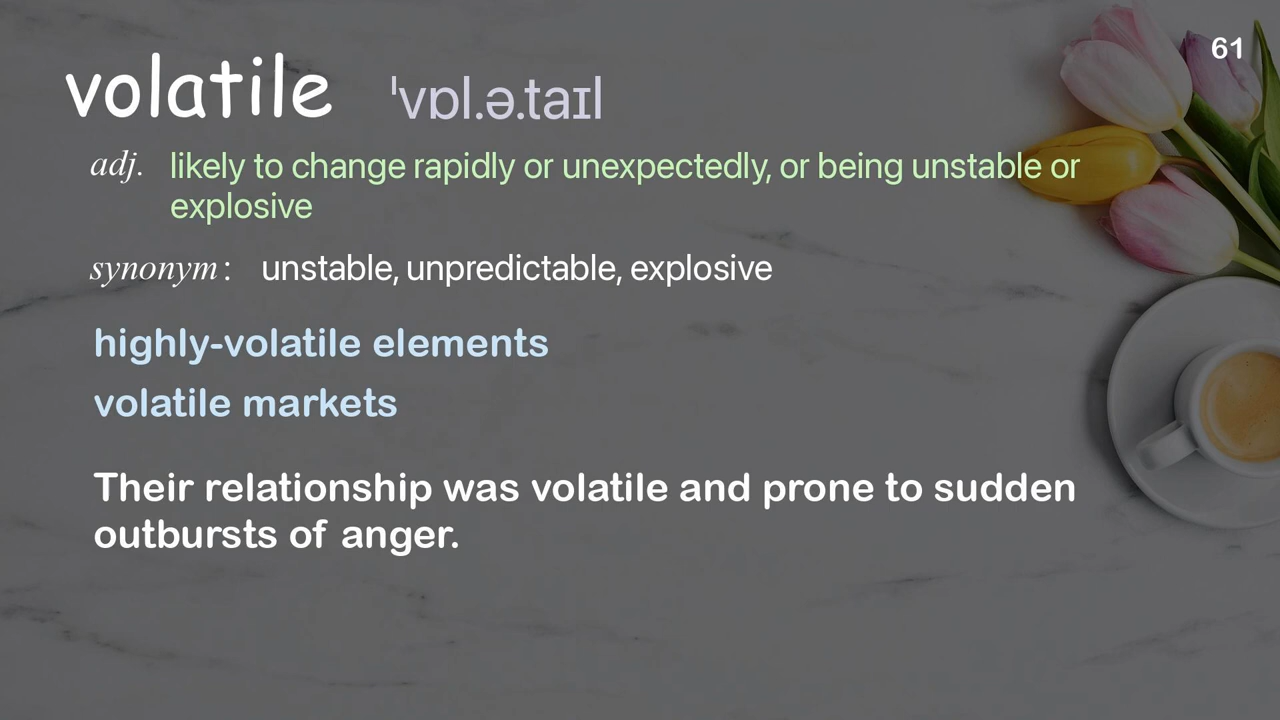 61
volatile ˈvɒl.ə.taɪl
adj. likely to change rapidly or unexpectedly, or being unstable or
explosive
synonym: unstable, unpredictable, explosive
highly-volatile elements
volatile markets
Their relationship was volatile and prone to sudden
outbursts of anger.